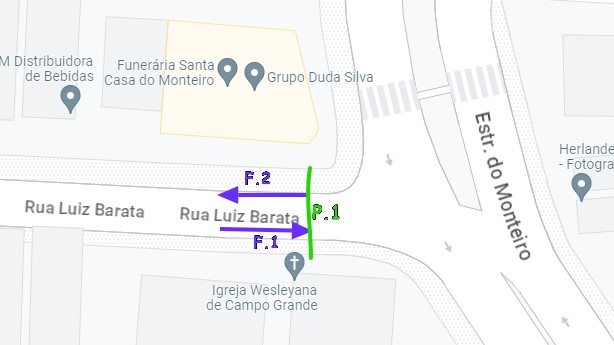 M Distribuidora
de Bebidas
Funerária Santa
Casa do Monteiro
Grupo Duda Silva
Estr. do Monteiro
Herlande
- Fotogra
F.2
Rua Luiz Barata
Rua Luiz Barata
P.1
F.1
Igreja Wesleyana
de Campo Grande